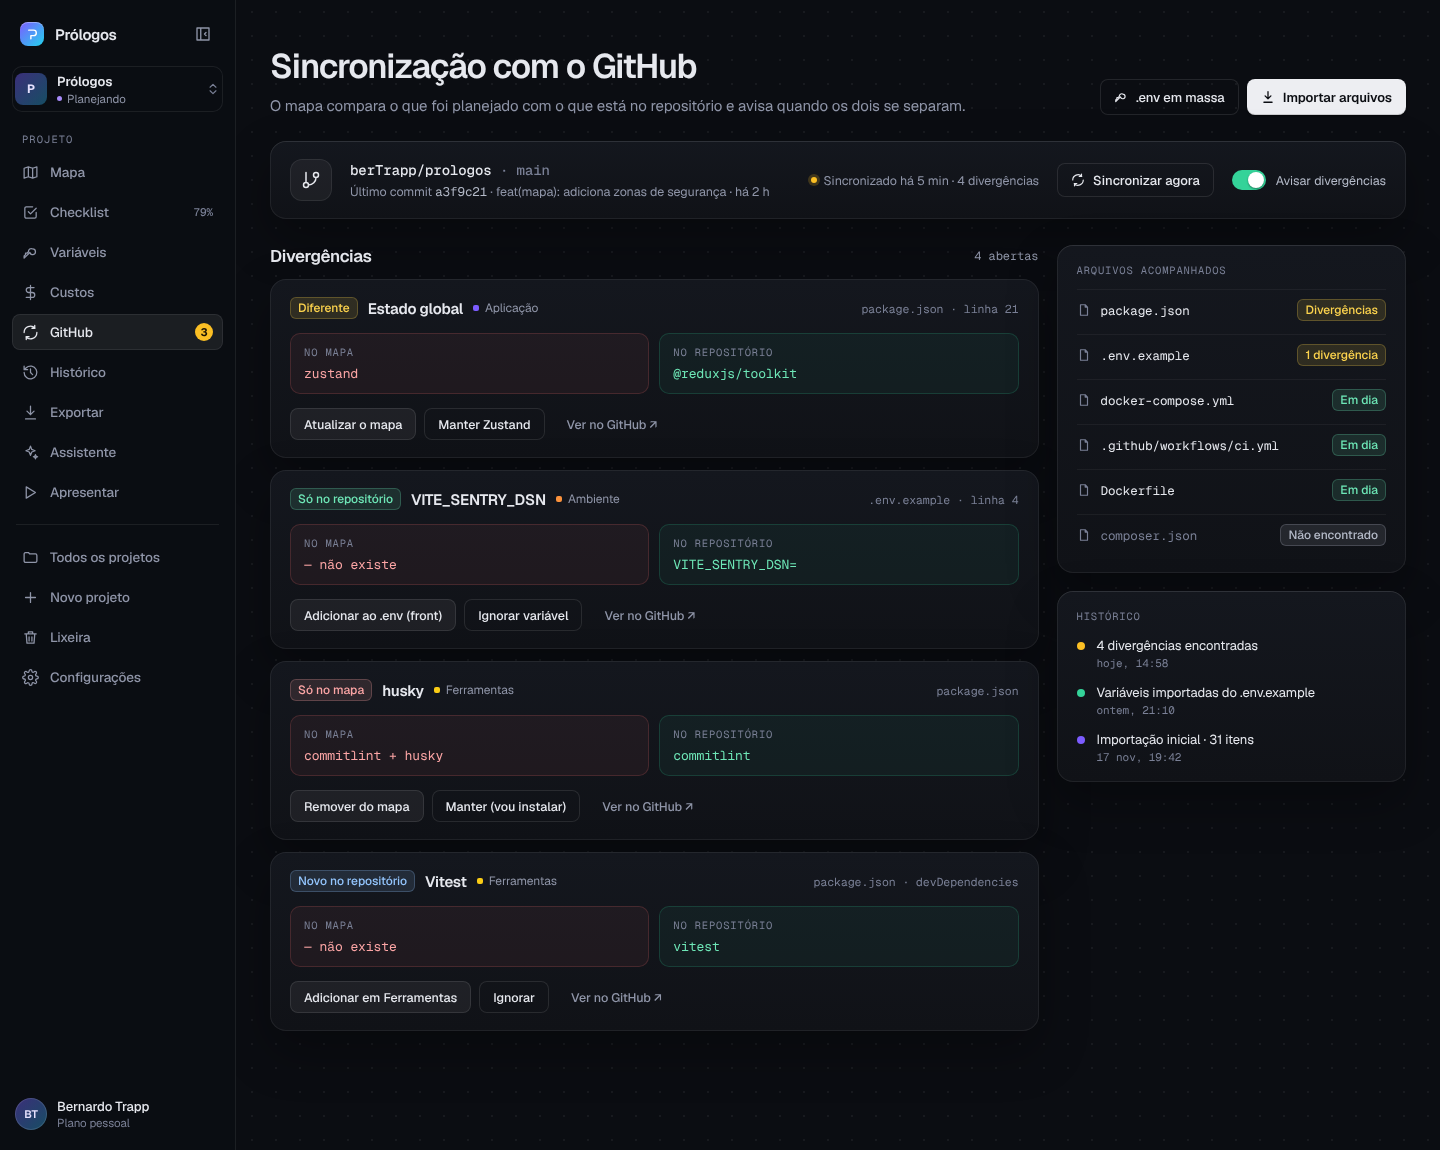 Prólogos
P
Prólogos
Planejando
PROJETO
Mapa
Checklist 79%
Variáveis
Custos
GitHub 3
Histórico
Exportar
Assistente
Apresentar
Todos os projetos
Novo projeto
Lixeira
Configurações
BT
Bernardo Trapp
Plano pessoal
Sincronização com o GitHub
O mapa compara o que foi planejado com o que está no repositório e avisa quando os dois se separam.
.env em massa
Importar arquivos
berTrapp/prologos · main
Último commit a3f9c21 · feat(mapa): adiciona zonas de segurança · há 2 h
Sincronizado há 5 min · 4 divergências
Sincronizar agora
Avisar divergências
Divergências
4 abertas
Diferente Estado global Aplicação package.json · linha 21
NO MAPA
zustand
NO REPOSITÓRIO
@reduxjs/toolkit
Atualizar o mapa Manter Zustand Ver no GitHub ↗
Só no repositório VITE_SENTRY_DSN Ambiente .env.example · linha 4
NO MAPA
— não existe
NO REPOSITÓRIO
VITE_SENTRY_DSN=
Adicionar ao .env (front) Ignorar variável Ver no GitHub ↗
Só no mapa husky Ferramentas package.json
NO MAPA
commitlint + husky
NO REPOSITÓRIO
commitlint
Remover do mapa Manter (vou instalar) Ver no GitHub ↗
Novo no repositório Vitest Ferramentas package.json · devDependencies
NO MAPA
— não existe
NO REPOSITÓRIO
vitest
Adicionar em Ferramentas Ignorar Ver no GitHub ↗
ARQUIVOS ACOMPANHADOS
package.json Divergências
.env.example 1 divergência
docker-compose.yml Em dia
.github/workflows/ci.yml Em dia
Dockerfile Em dia
composer.json Não encontrado
HISTÓRICO
4 divergências encontradas
hoje, 14:58
Variáveis importadas do .env.example
ontem, 21:10
Importação inicial · 31 itens
17 nov, 19:42